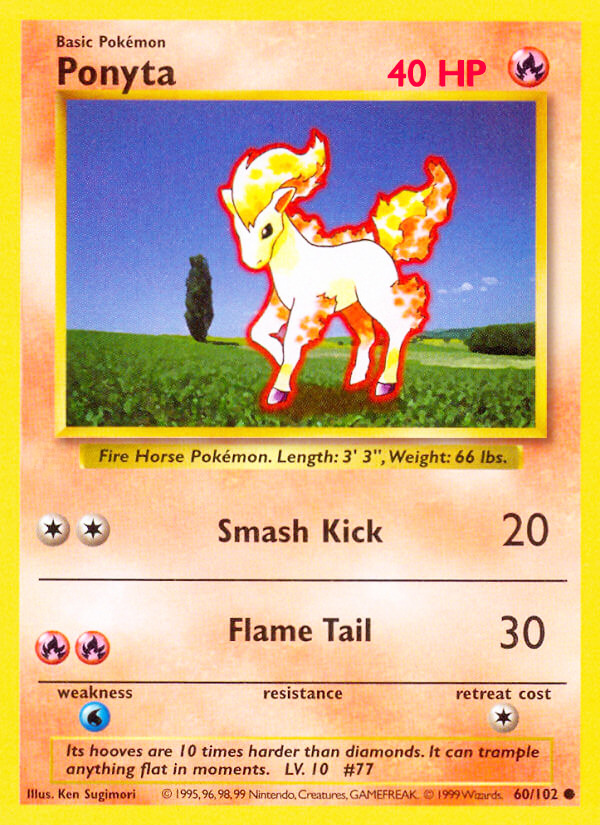 Basic Pokémon
Ponyta
40 HP
Fire Horse Pokémon. Length: 3' 3", Weight: 66 lbs.
Smash Kick 20
Flame Tail 30
weakness resistance retreat cost
Its hooves are 10 times harder than diamonds. It can trample
anything flat in moments. LV. 10 #77
Illus. Ken Sugimori © 1995, 96, 98, 99 Nintendo, Creatures, GAMEFREAK. © 1999 Wizards. 60/102